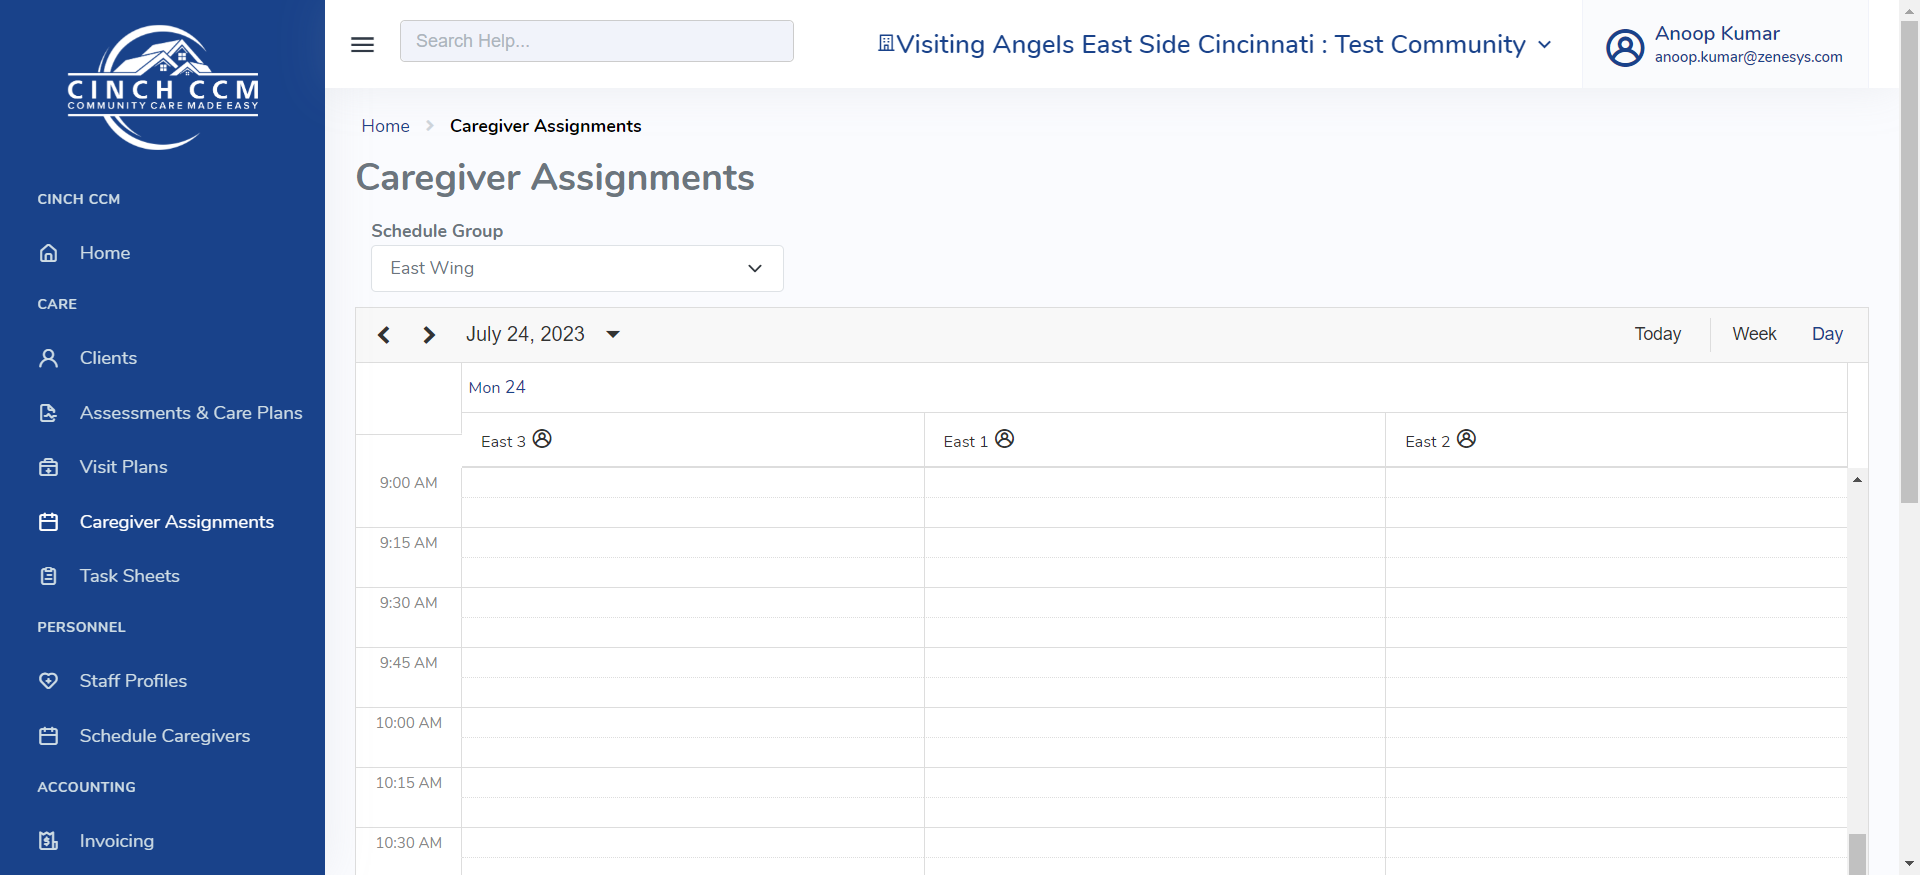 CINCH CCM
COMMUNITY CARE MADE EASY
CINCH CCM
Home
CARE
Clients
Assessments & Care Plans
Visit Plans
Caregiver Assignments
Task Sheets
PERSONNEL
Staff Profiles
Schedule Caregivers
ACCOUNTING
Invoicing
Search Help...
Visiting Angels East Side Cincinnati : Test Community
Anoop Kumar
anoop.kumar@zenesys.com
Home > Caregiver Assignments
Caregiver Assignments
Schedule Group
East Wing
July 24, 2023
Today Week Day
Mon 24
East 3 East 1 East 2
9:00 AM
9:15 AM
9:30 AM
9:45 AM
10:00 AM
10:15 AM
10:30 AM